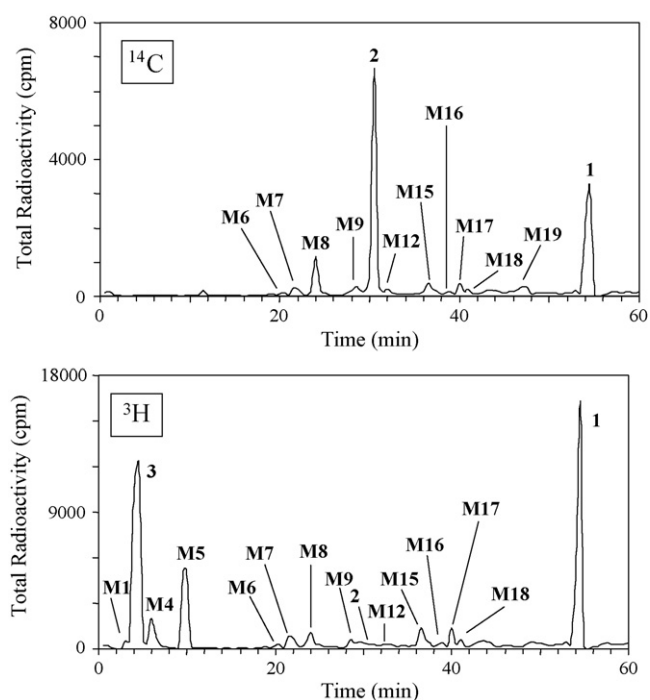 8000
¹⁴C
2
M16
Total Radioactivity (cpm)
4000
M15
M7
M9
M17
M6
M8
M12
M19
M18
1
0
20
40
60
Time (min)
18000
³H
1
3
Total Radioactivity (cpm)
9000
M17
M5
M16
M8
M7
M15
M1
M4
M9
M18
M6
2
M12
0
0
20
40
60
Time (min)